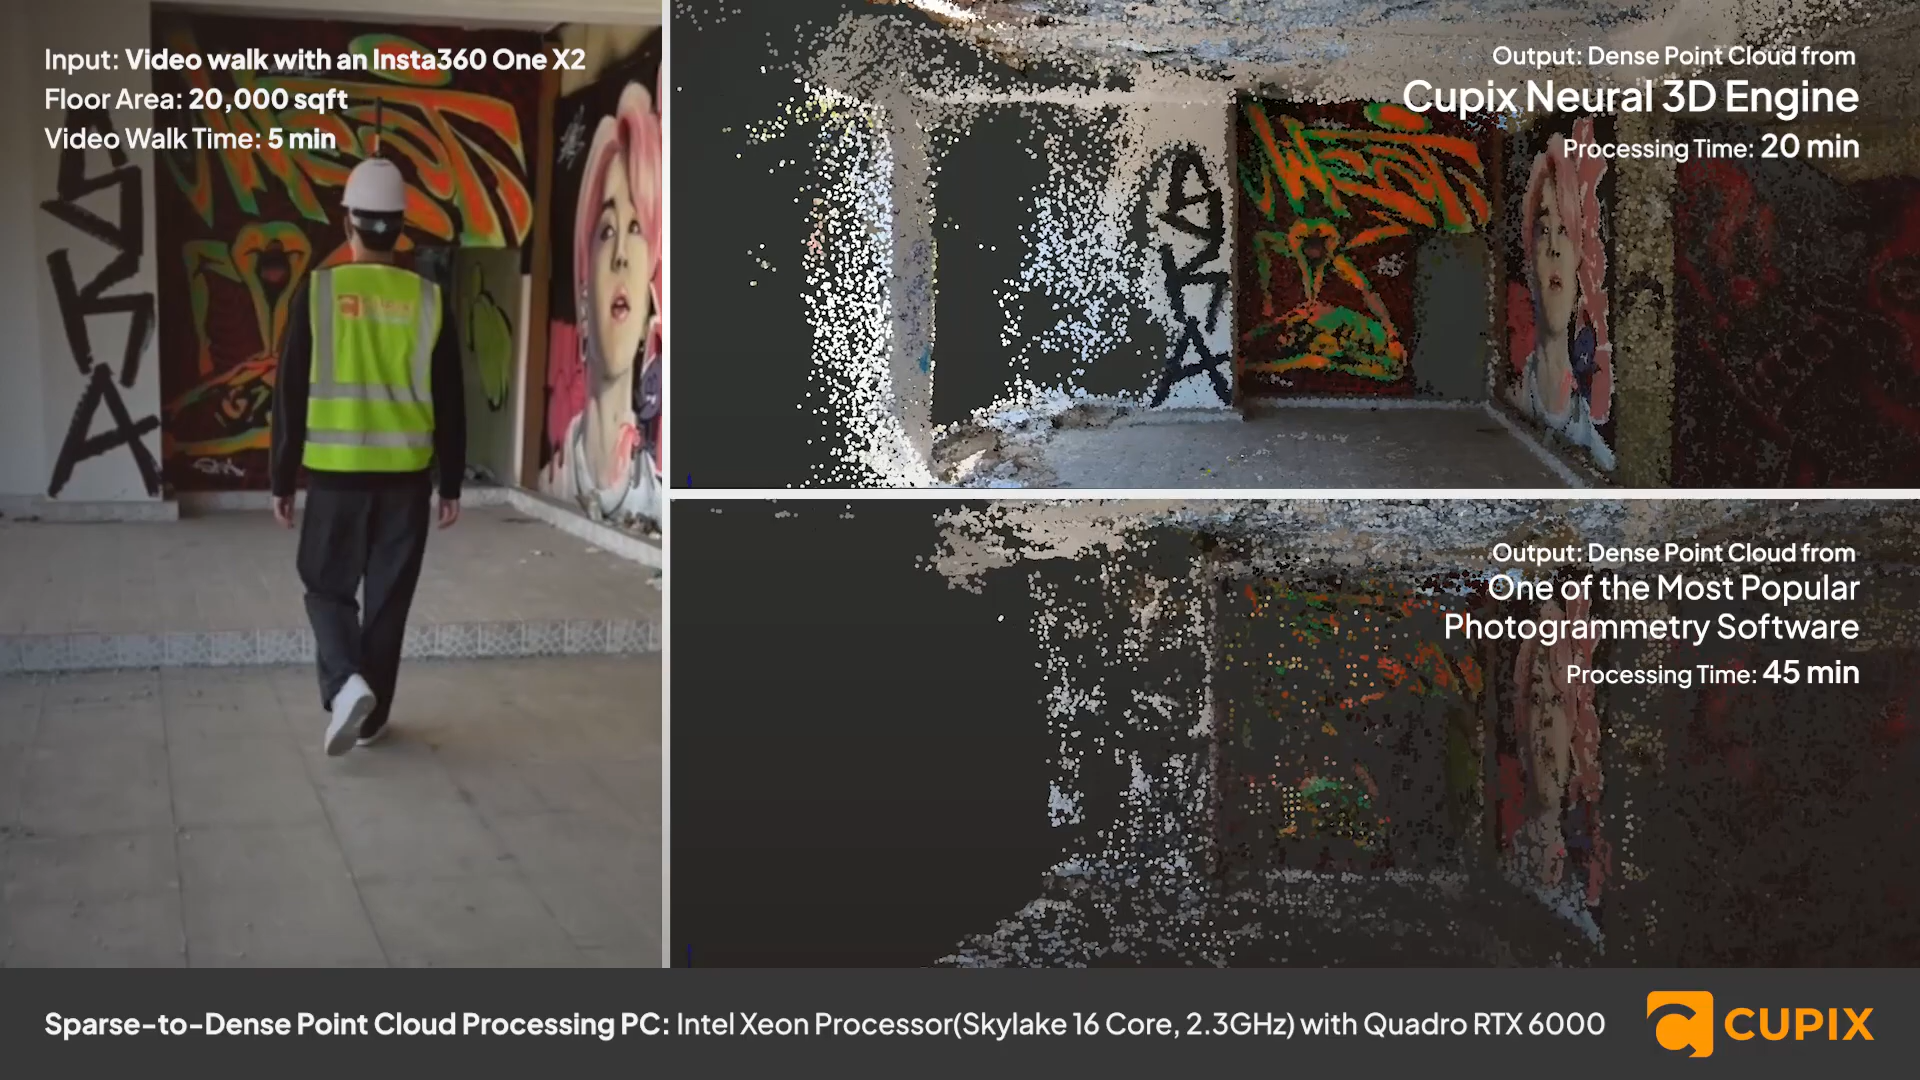 Input: Video walk with an Insta360 One X2
Floor Area: 20,000 sqft
Video Walk Time: 5 min
SKA
CUPIX
Output: Dense Point Cloud from
Cupix Neural 3D Engine
Processing Time: 20 min
SKA
Output: Dense Point Cloud from
One of the Most Popular
Photogrammetry Software
Processing Time: 45 min
Sparse-to-Dense Point Cloud Processing PC: Intel Xeon Processor(Skylake 16 Core, 2.3GHz) with Quadro RTX 6000
CUPIX